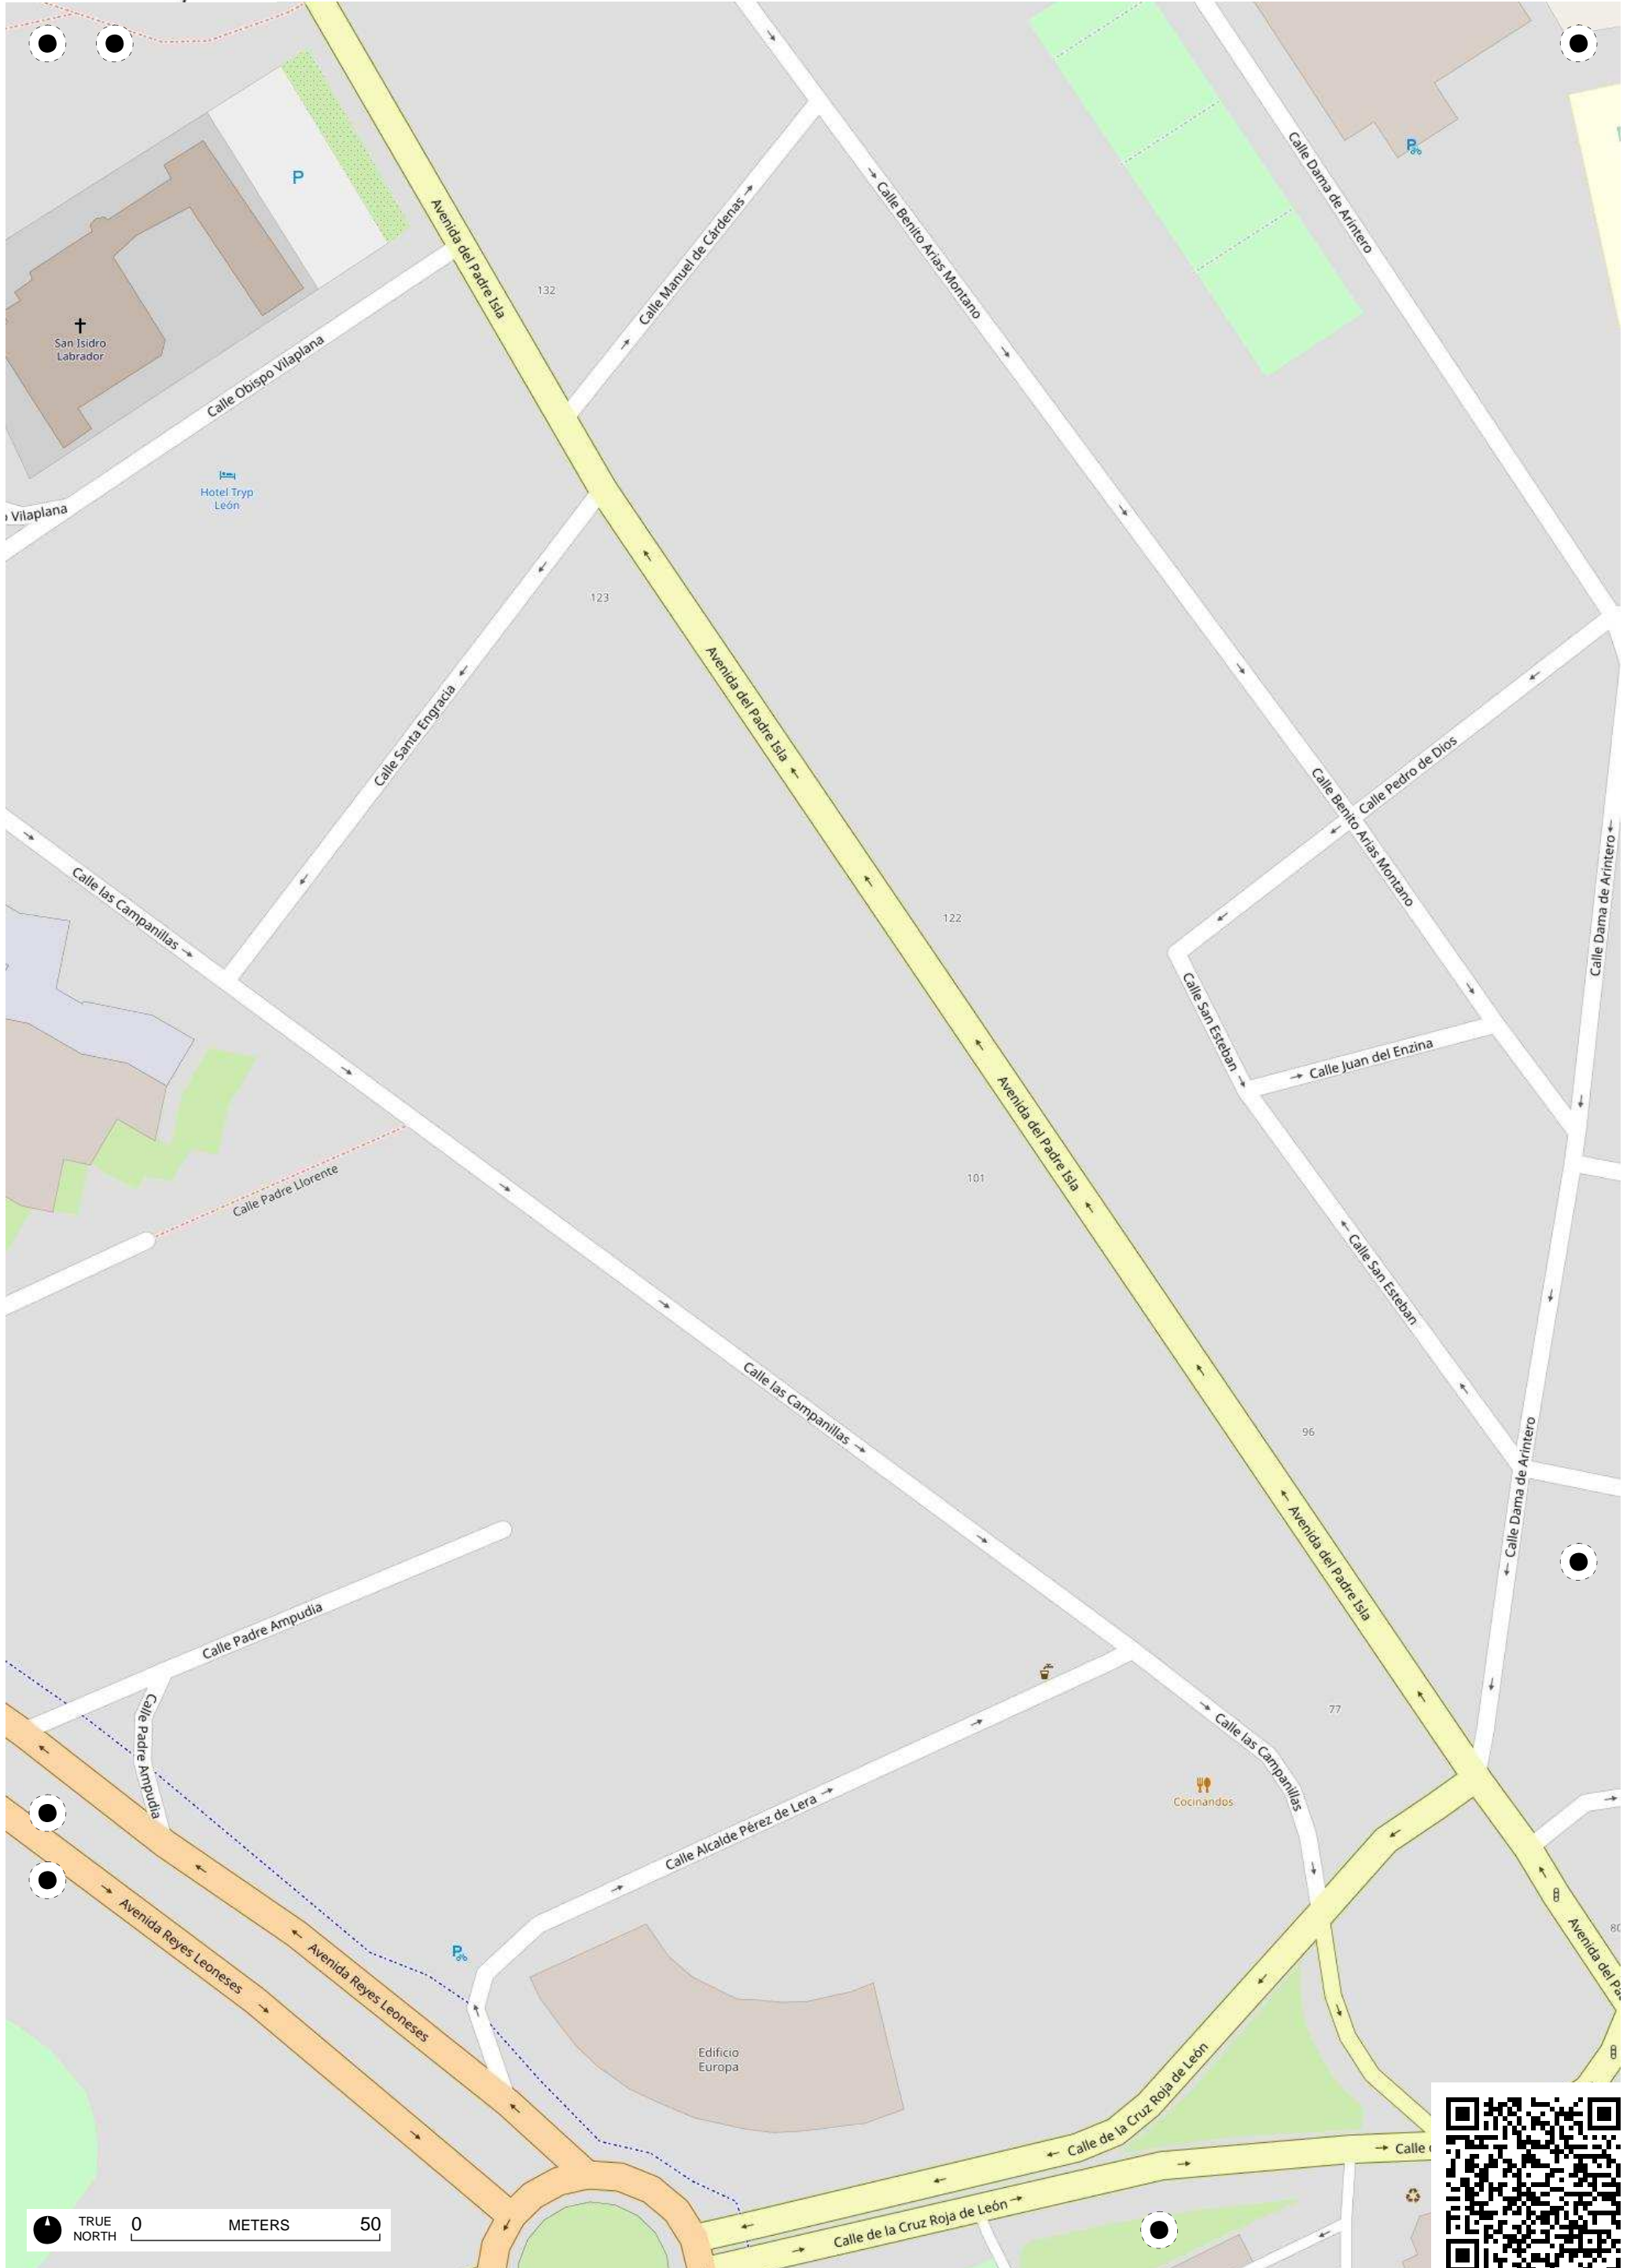 P
Calle Dama de Arintero
Avenida del Padre Isla
Calle Manuel de Cárdenas
Calle Benito Arias Montano
132
San Isidro
Labrador
Calle Obispo Vilaplana
Hotel Tryp
León
Vilaplana
123
Avenida del Padre Isla
Calle Santa Engracia
Calle Pedro de Dios
Calle Benito Arias Montano
Calle Dama de Arintero
Calle las Campanillas
122
Calle San Esteban
Calle Juan del Enzina
Avenida del Padre Isla
101
Calle Padre Llorente
Calle San Esteban
Calle las Campanillas
96
Calle Dama de Arintero
Avenida del Padre Isla
Calle Padre Ampudia
Calle Padre Ampudia
77
Calle las Campanillas
Cocinandos
Calle Alcalde Pérez de Lera
Avenida Reyes Leoneses
Avenida Reyes Leoneses
P
Avenida del Pa
80
Edificio
Europa
Calle de la Cruz Roja de León
Calle
Calle de la Cruz Roja de León
TRUE
NORTH
0 METERS 50